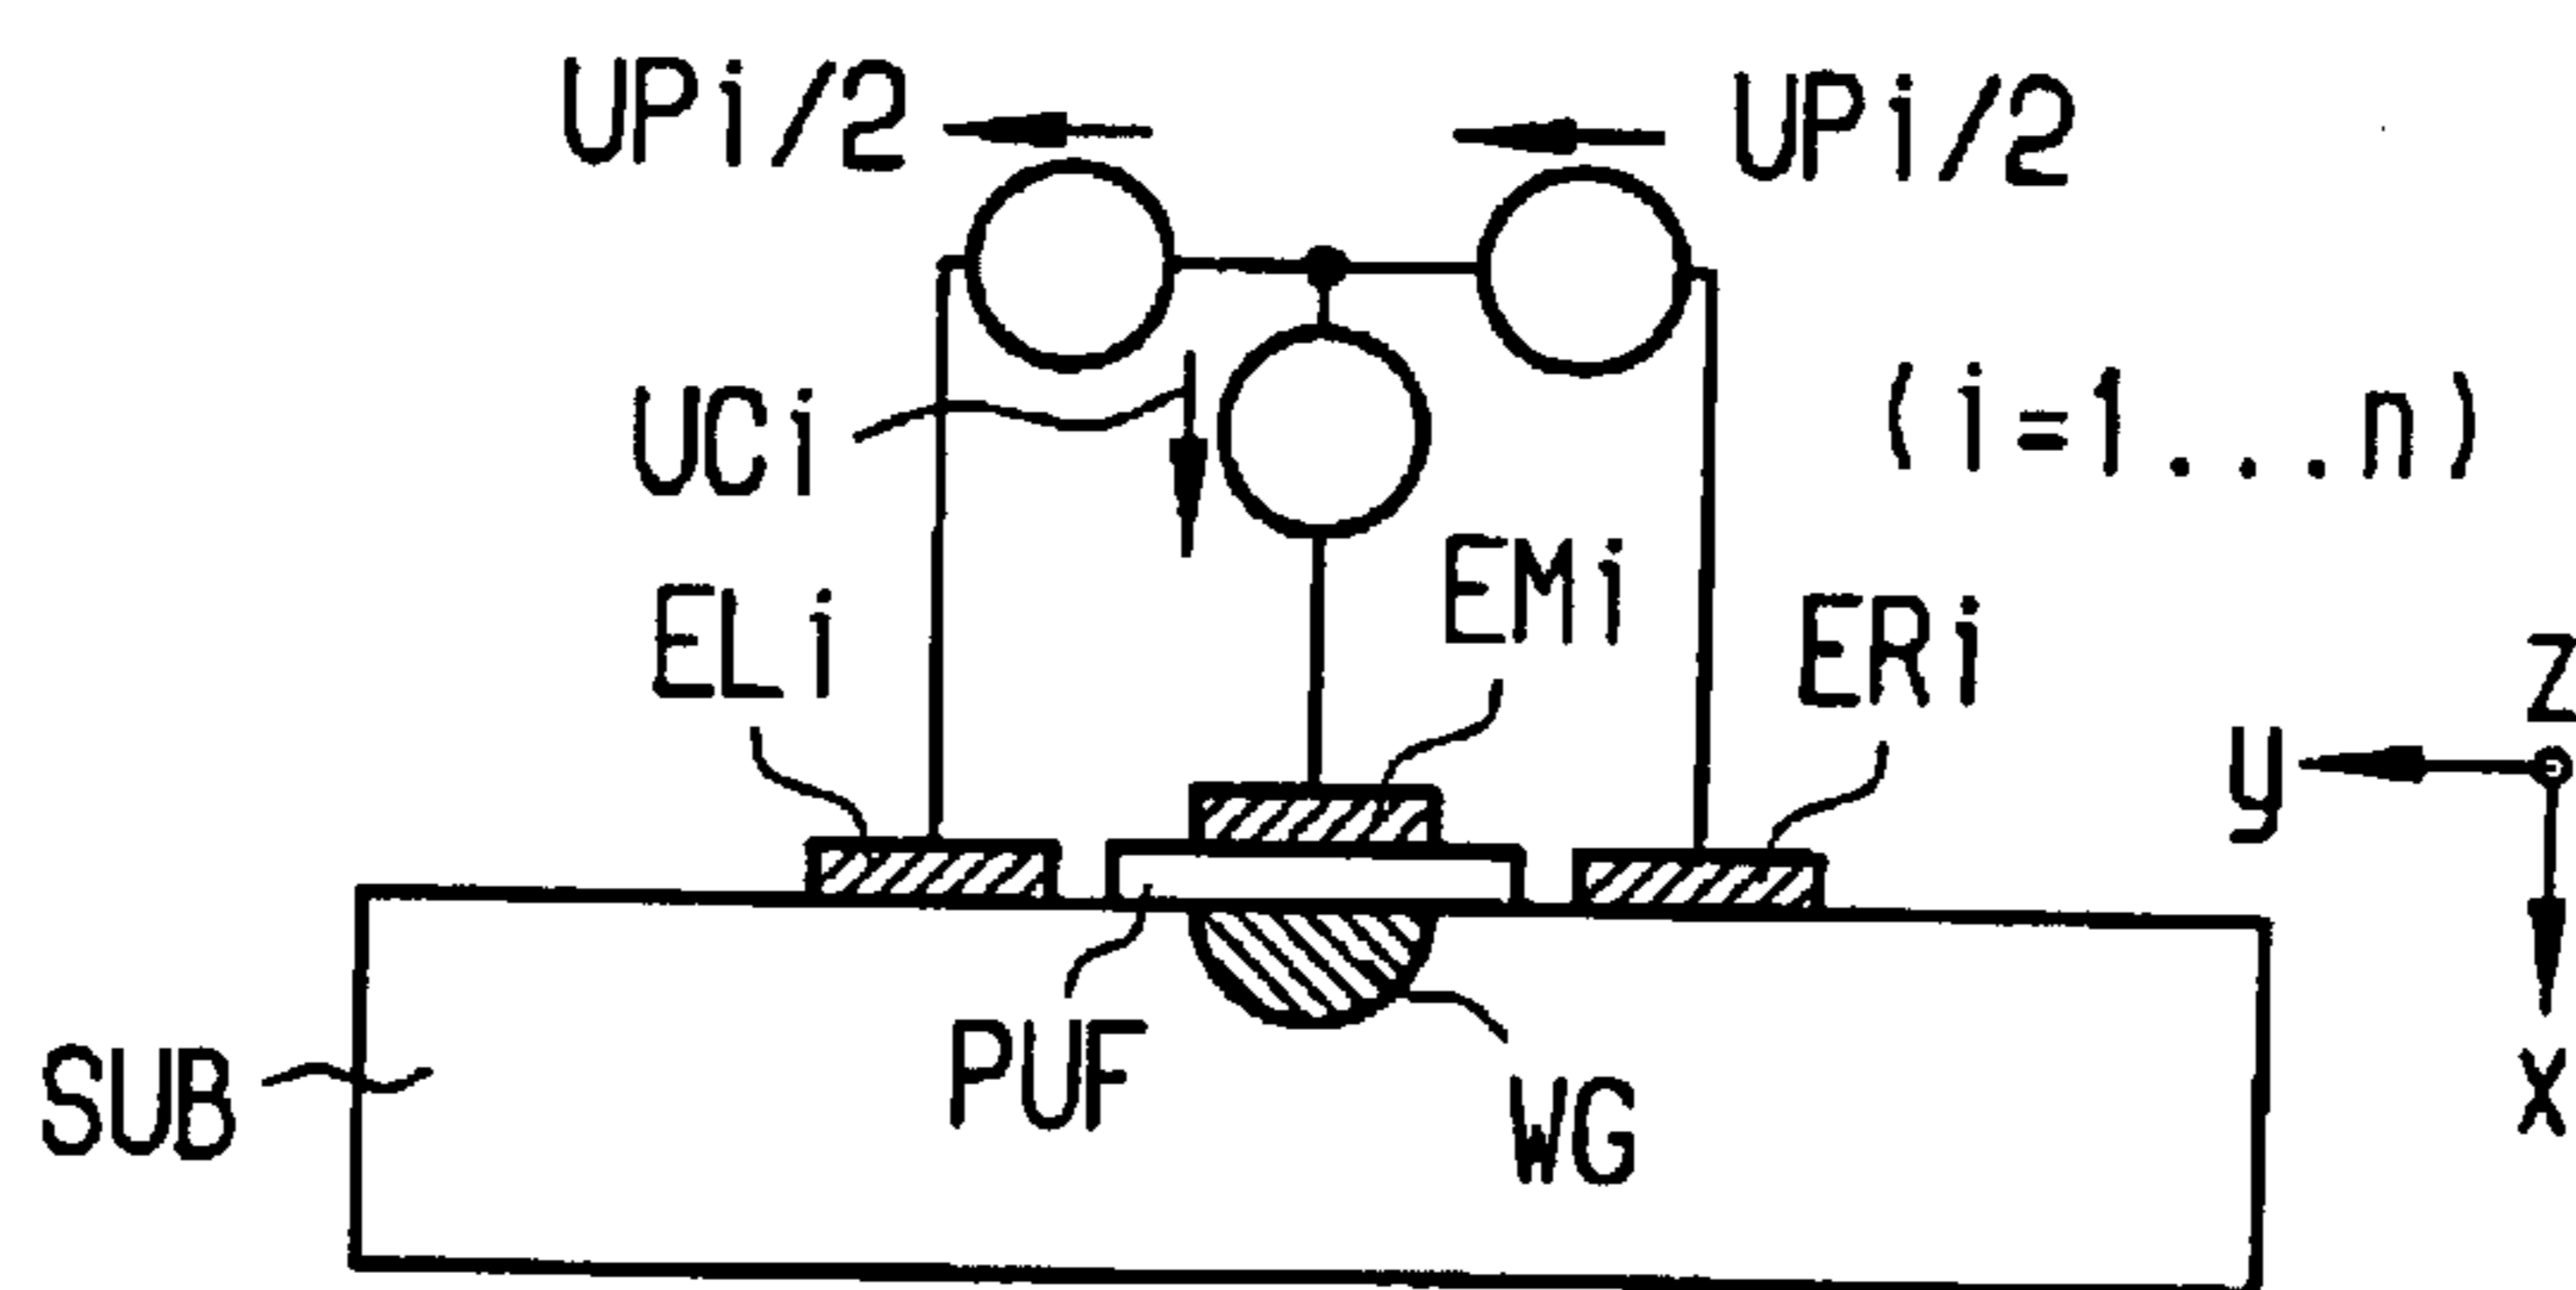 UPi/2
UPi/2
UCi
(i=1...n)
ELi
EMi
ERi
Z
y
SUB
PUF
WG
X